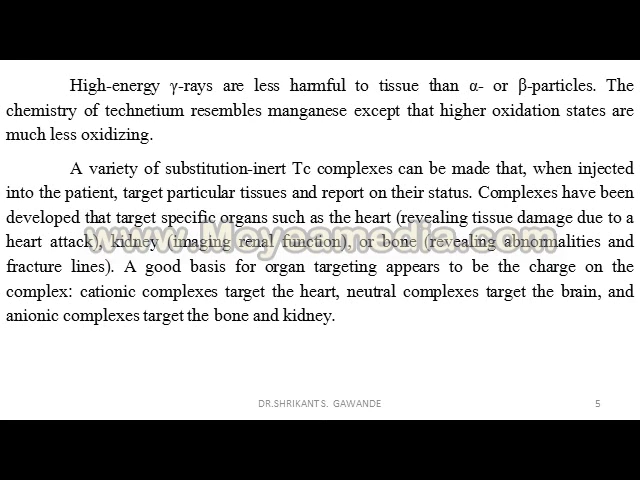 High-energy γ-rays are less harmful to tissue than α- or β-particles. The
chemistry of technetium resembles manganese except that higher oxidation states are
much less oxidizing.
A variety of substitution-inert Tc complexes can be made that, when injected
into the patient, target particular tissues and report on their status. Complexes have been
developed that target specific organs such as the heart (revealing tissue damage due to a
heart attack), kidney (imaging renal function), or bone (revealing abnormalities and
fracture lines). A good basis for organ targeting appears to be the charge on the
complex: cationic complexes target the heart, neutral complexes target the brain, and
anionic complexes target the bone and kidney.
www.Moyeamedia.com
DR.SHRIKANT S. GAWANDE
5